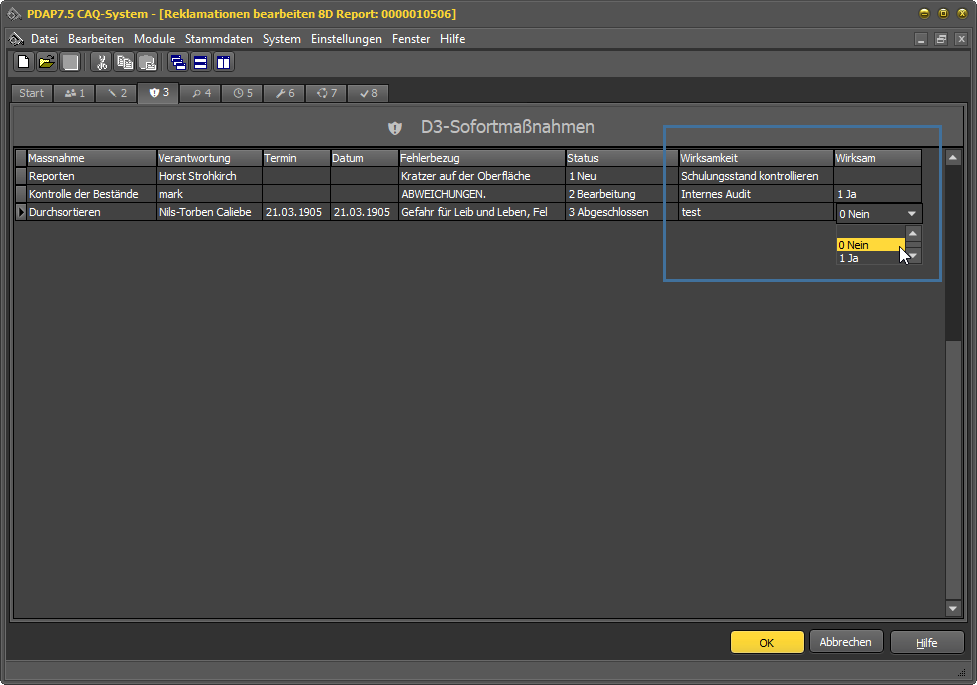 PDAP7.5 CAQ-System - [Reklamationen bearbeiten 8D Report: 0000010506]
Datei Bearbeiten Module Stammdaten System Einstellungen Fenster Hilfe
Start 1 2 3 4 5 6 7 8
D3-Sofortmaßnahmen
Massnahme Verantwortung Termin Datum Fehlerbezug Status Wirksamkeit Wirksam
Reporten Horst Strohkirch Kratzer auf der Oberfläche 1 Neu Schulungsstand kontrollieren
Kontrolle der Bestände mark ABWEICHUNGEN. 2 Bearbeitung Internes Audit 1 Ja
Durchsortieren Nils-Torben Caliebe 21.03.1905 21.03.1905 Gefahr für Leib und Leben, Fel 3 Abgeschlossen test 0 Nein
0 Nein
1 Ja
OK Abbrechen Hilfe